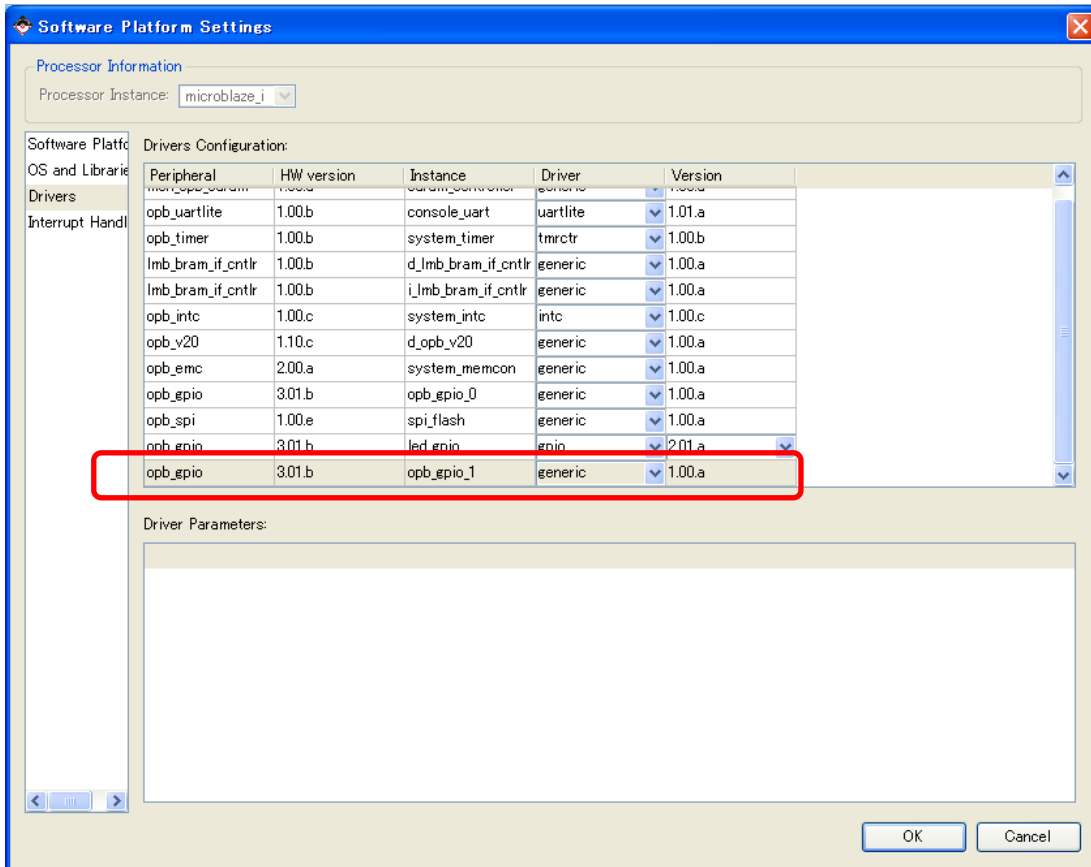 Software Platform Settings
Processor Information
Processor Instance: microblaze_i
Software Platfo
OS and Librarie
Drivers
Interrupt Handl
Drivers Configuration:
Peripheral HW version Instance Driver Version
opb_uartlite 1.00.b console_uart uartlite 1.01.a
opb_timer 1.00.b system_timer tmrctr 1.00.b
lmb_bram_if_cntlr 1.00.b d_lmb_bram_if_cntlr generic 1.00.a
lmb_bram_if_cntlr 1.00.b i_lmb_bram_if_cntlr generic 1.00.a
opb_intc 1.00.c system_intc intc 1.00.c
opb_v20 1.10.c d_opb_v20 generic 1.00.a
opb_emc 2.00.a system_memcon generic 1.00.a
opb_gpio 3.01.b opb_gpio_0 generic 1.00.a
opb_spi 1.00.e spi_flash generic 1.00.a
opb_gpio 3.01.b led_gpio gpio 2.01.a
opb_gpio 3.01.b opb_gpio_1 generic 1.00.a
Driver Parameters:
OK Cancel